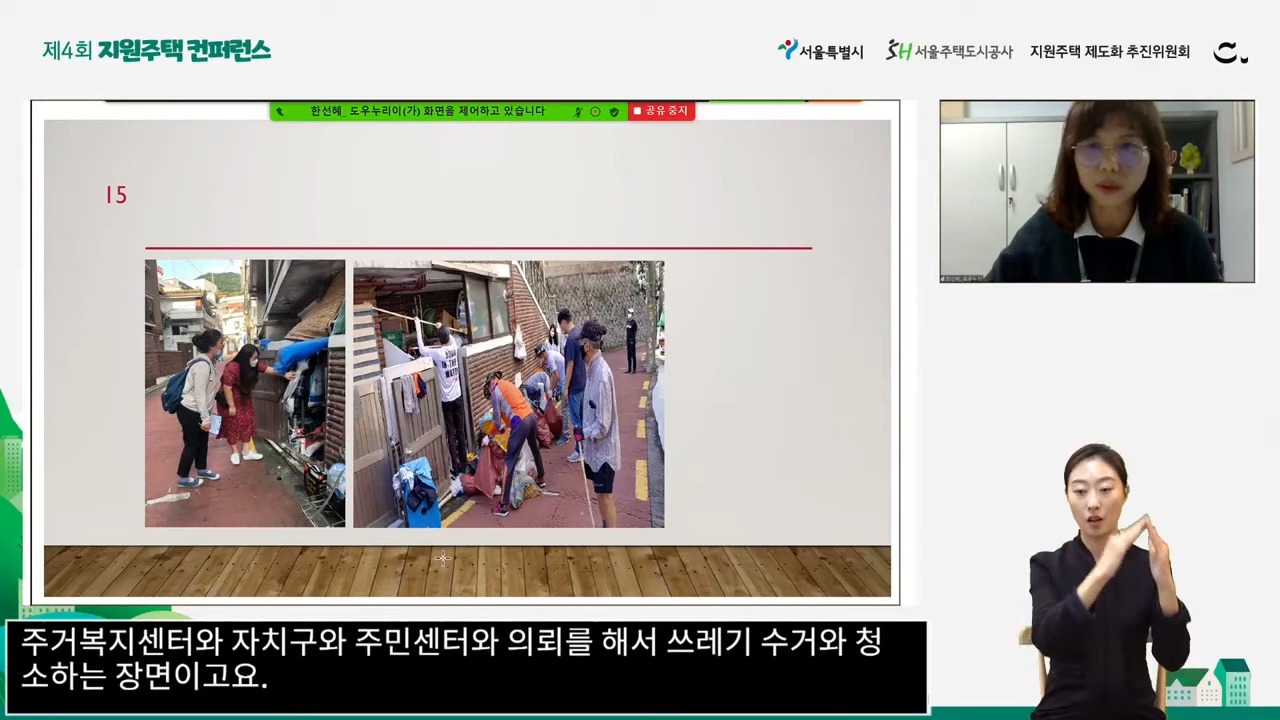 제4회 지원주택 컨퍼런스
서울특별시
SH서울주택도시공사
지원주택 제도화 추진위원회
한선혜_ 도우누리이(가) 화면을 제어하고 있습니다
공유 중지
15
주거복지센터와 자치구와 주민센터와 의뢰를 해서 쓰레기 수거와 청
소하는 장면이고요.